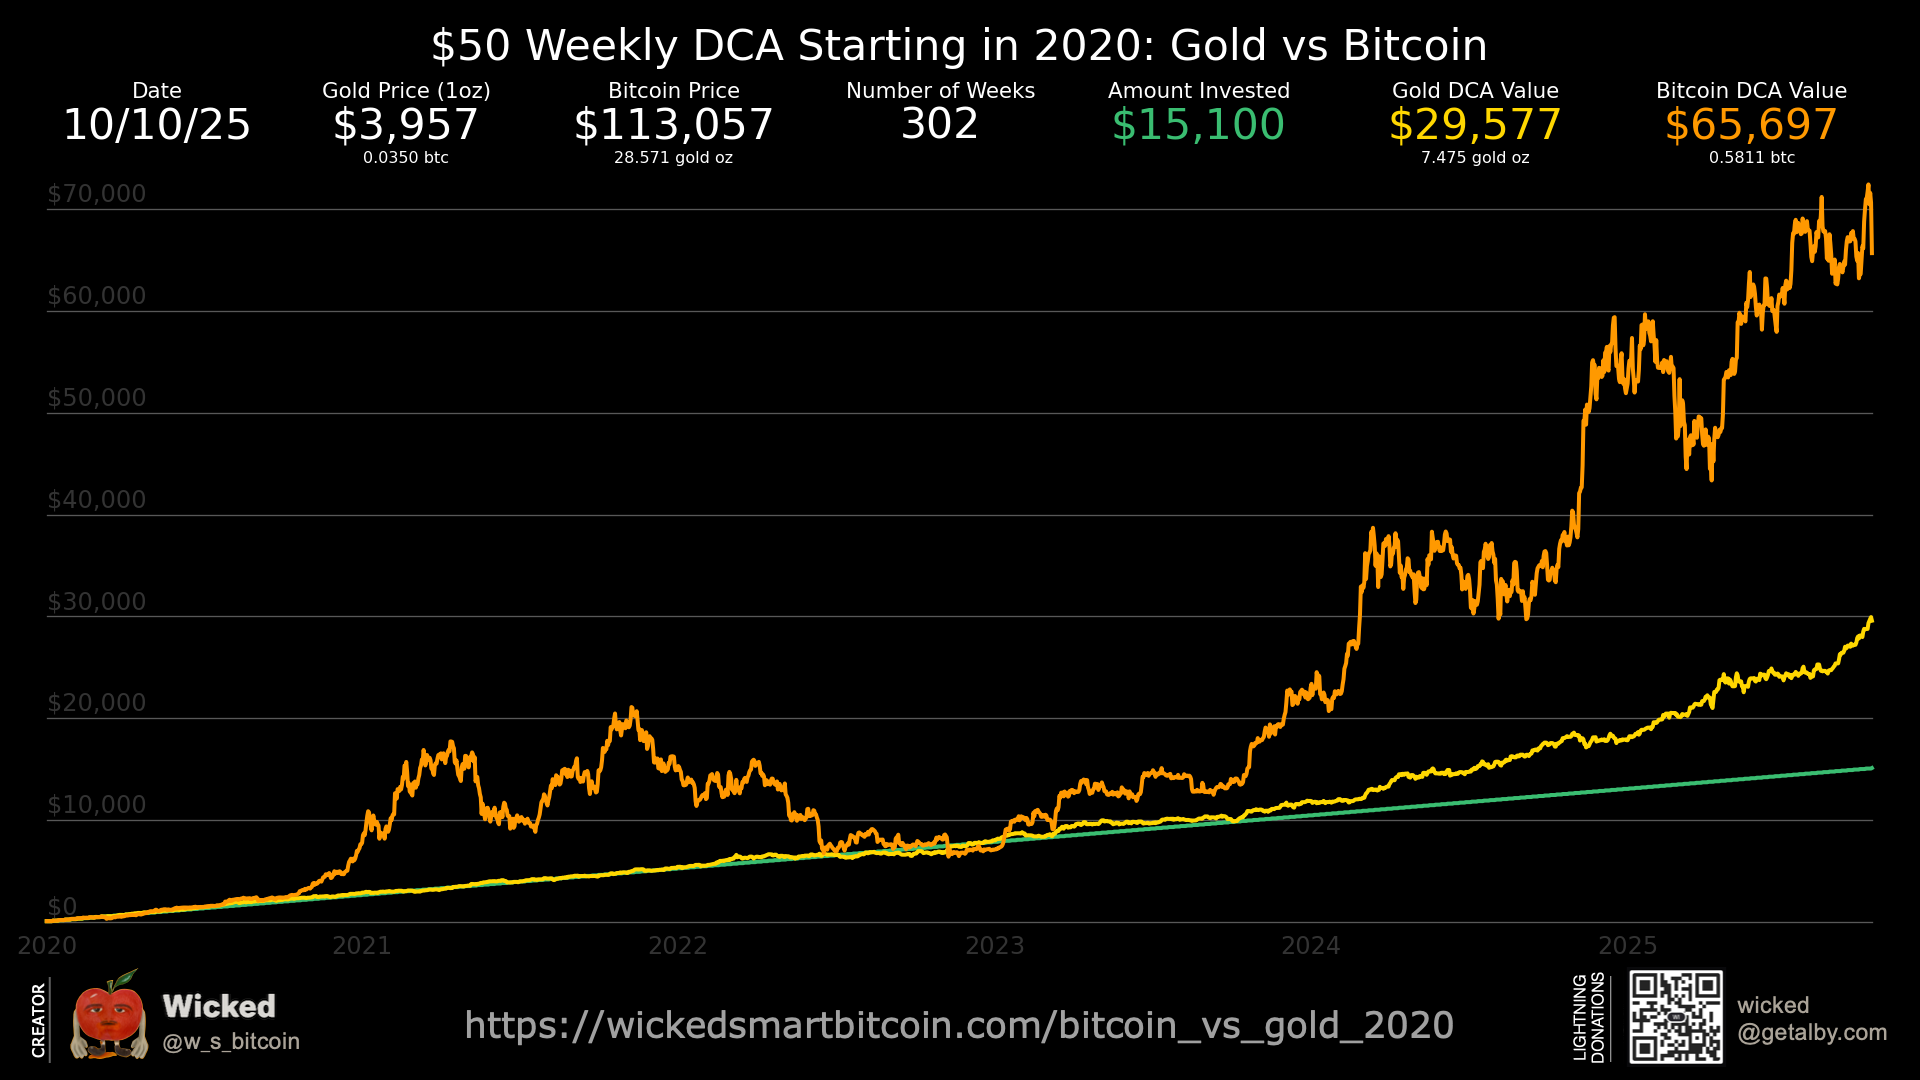 $50 Weekly DCA Starting in 2020: Gold vs Bitcoin
Date
10/10/25
Gold Price (1oz)
$3,957
0.0350 btc
Bitcoin Price
$113,057
28.571 gold oz
Number of Weeks
302
Amount Invested
$15,100
Gold DCA Value
$29,577
7.475 gold oz
Bitcoin DCA Value
$65,697
0.5811 btc
$70,000
$60,000
$50,000
$40,000
$30,000
$20,000
$10,000
$0
2020 2021 2022 2023 2024 2025
CREATOR
Wicked
@w_s_bitcoin
https://wickedsmartbitcoin.com/bitcoin_vs_gold_2020
LIGHTNING
DONATIONS
wicked
@getalby.com